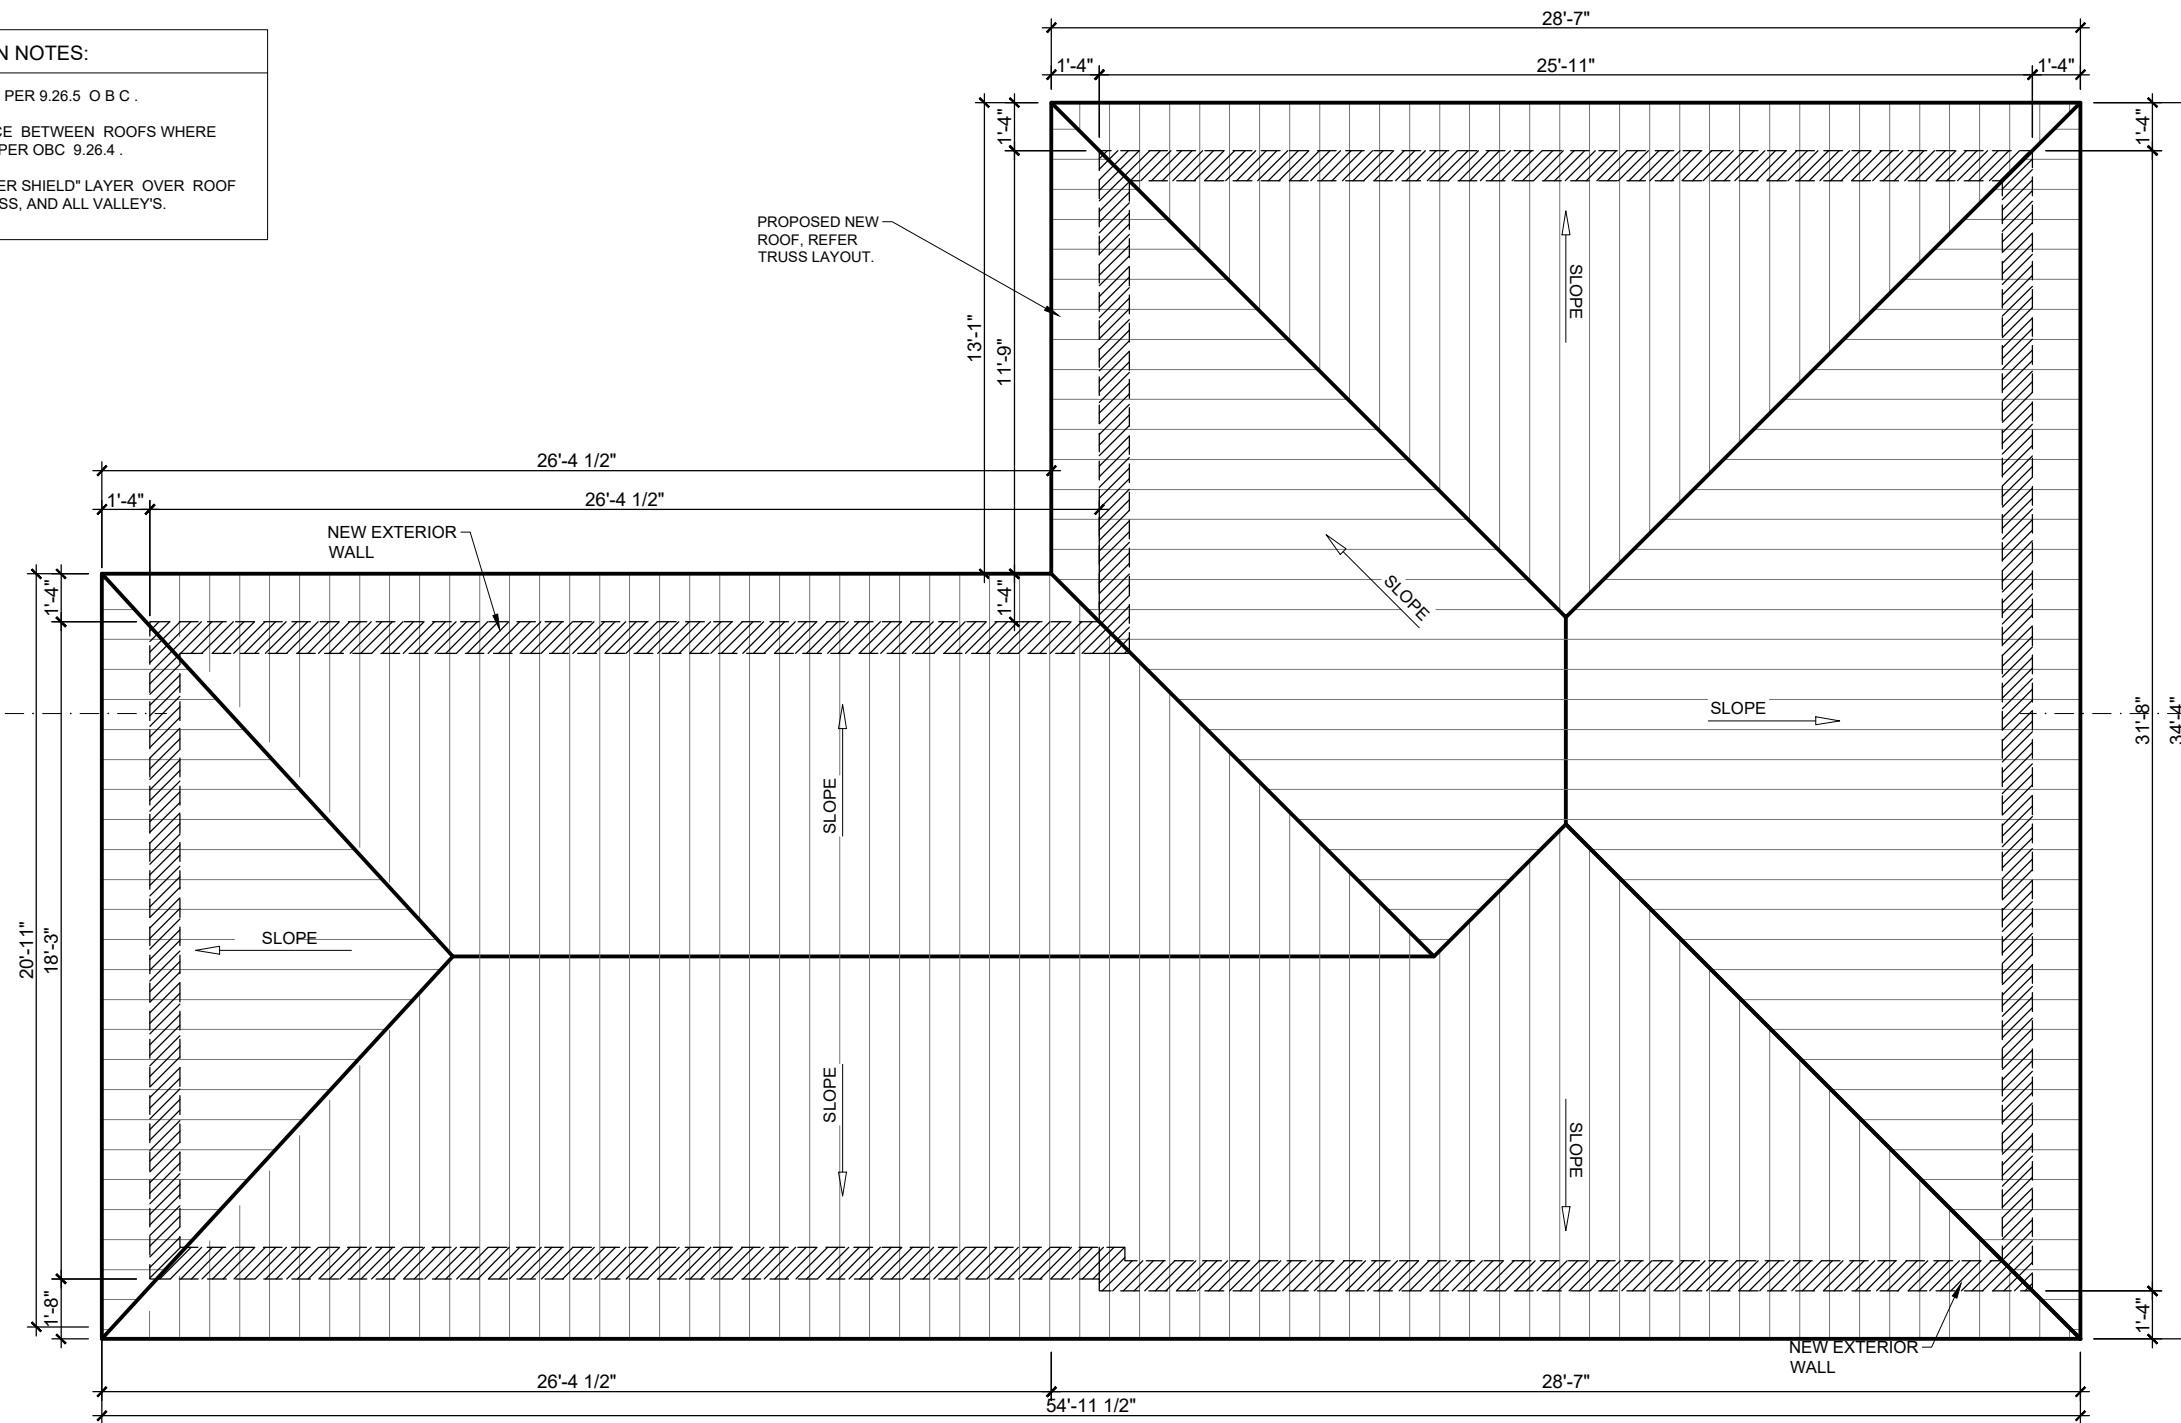 N NOTES:
PER 9.26.5 O B C .
CE BETWEEN ROOFS WHERE
PER OBC 9.26.4 .
ER SHIELD" LAYER OVER ROOF
SS, AND ALL VALLEY'S.
28'-7"
1'-4"
25'-11"
1'-4"
1'-4"
1'-4"
PROPOSED NEW
ROOF, REFER
TRUSS LAYOUT.
SLOPE
13'-1"
11'-9"
26'-4 1/2"
1'-4"
26'-4 1/2"
NEW EXTERIOR
WALL
1'-4"
1'-4"
SLOPE
SLOPE
31'-8"
34'-4"
SLOPE
20'-11"
18'-3"
SLOPE
SLOPE
SLOPE
1'-8"
1'-4"
NEW EXTERIOR
WALL
26'-4 1/2"
28'-7"
54'-11 1/2"